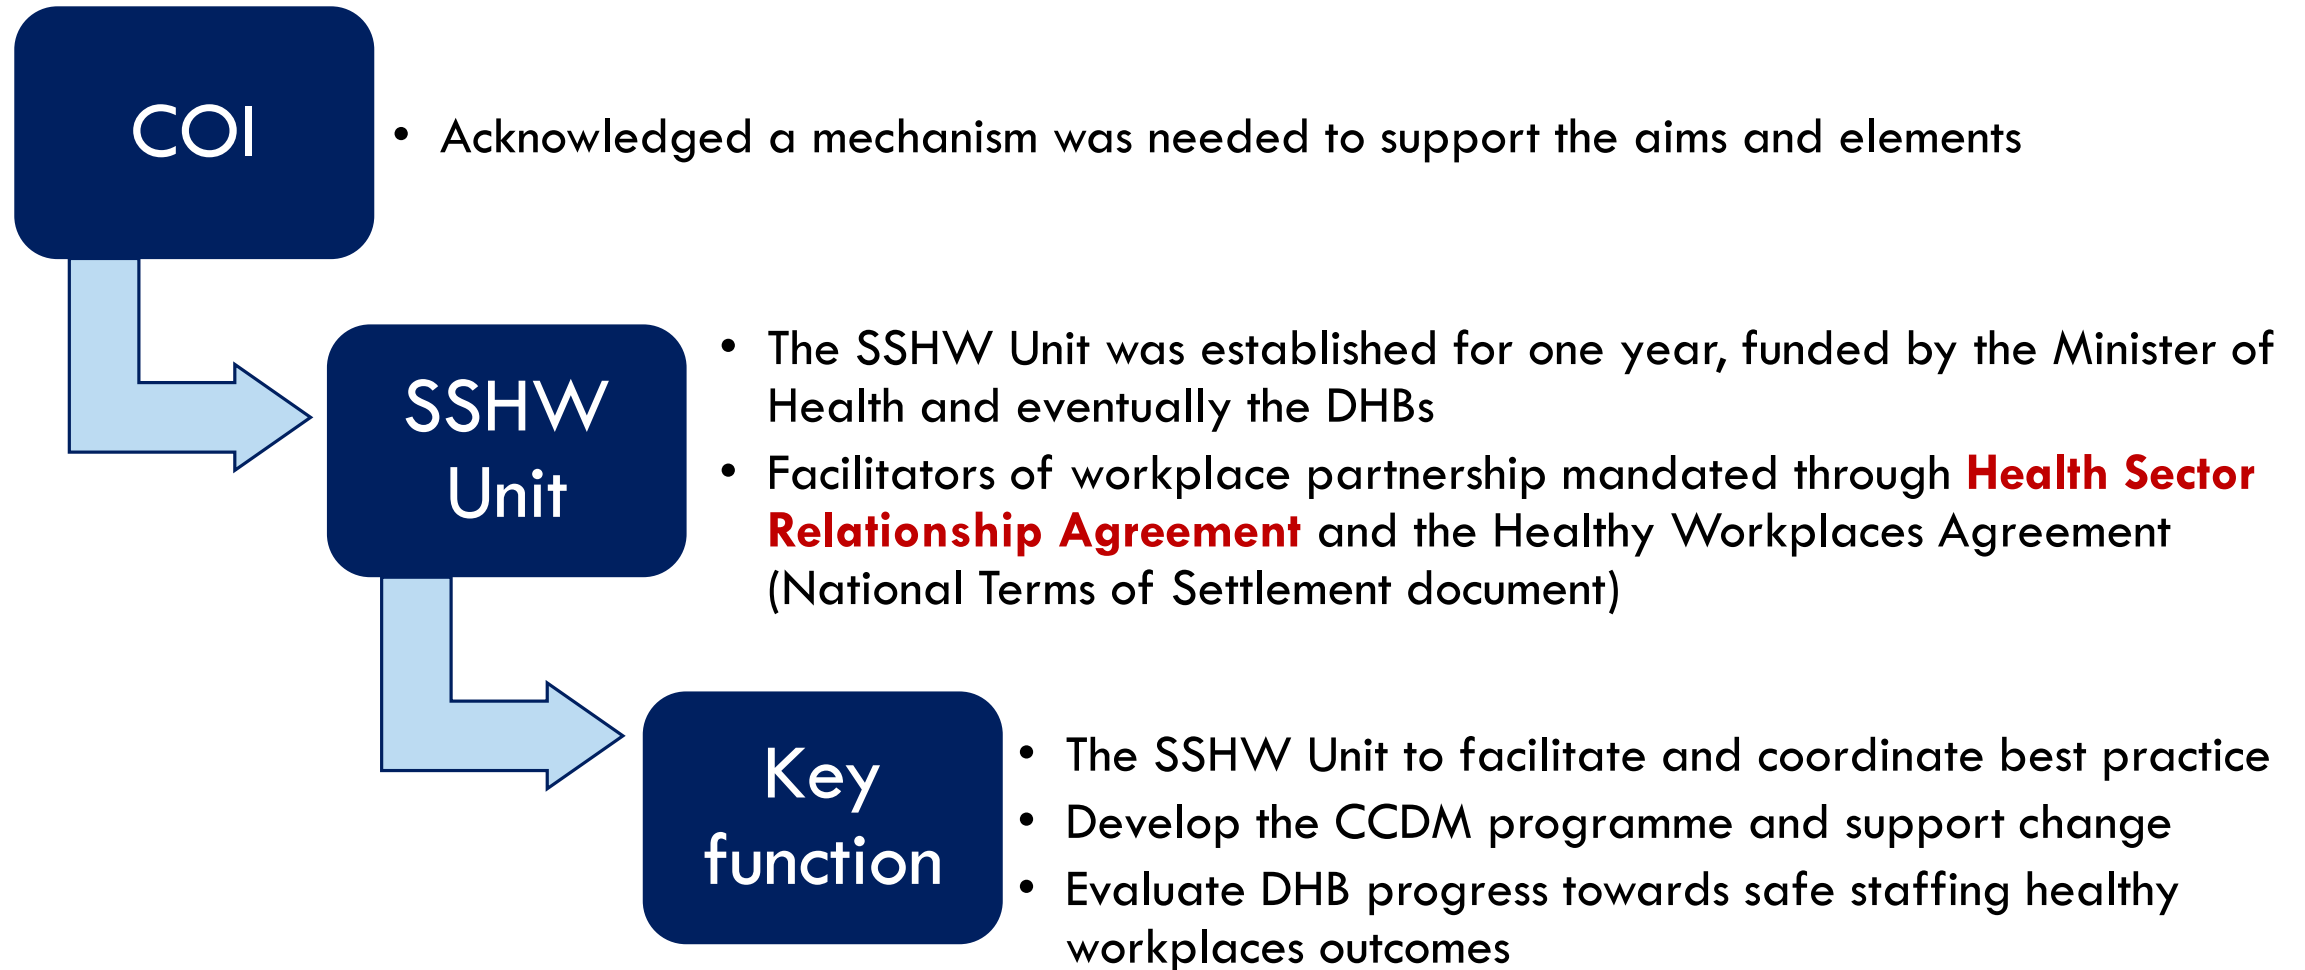 COI
• Acknowledged a mechanism was needed to support the aims and elements
SSHW
Unit
• The SSHW Unit was established for one year, funded by the Minister of
Health and eventually the DHBs
• Facilitators of workplace partnership mandated through Health Sector
Relationship Agreement and the Healthy Workplaces Agreement
(National Terms of Settlement document)
Key
function
• The SSHW Unit to facilitate and coordinate best practice
• Develop the CCDM programme and support change
• Evaluate DHB progress towards safe staffing healthy
workplaces outcomes